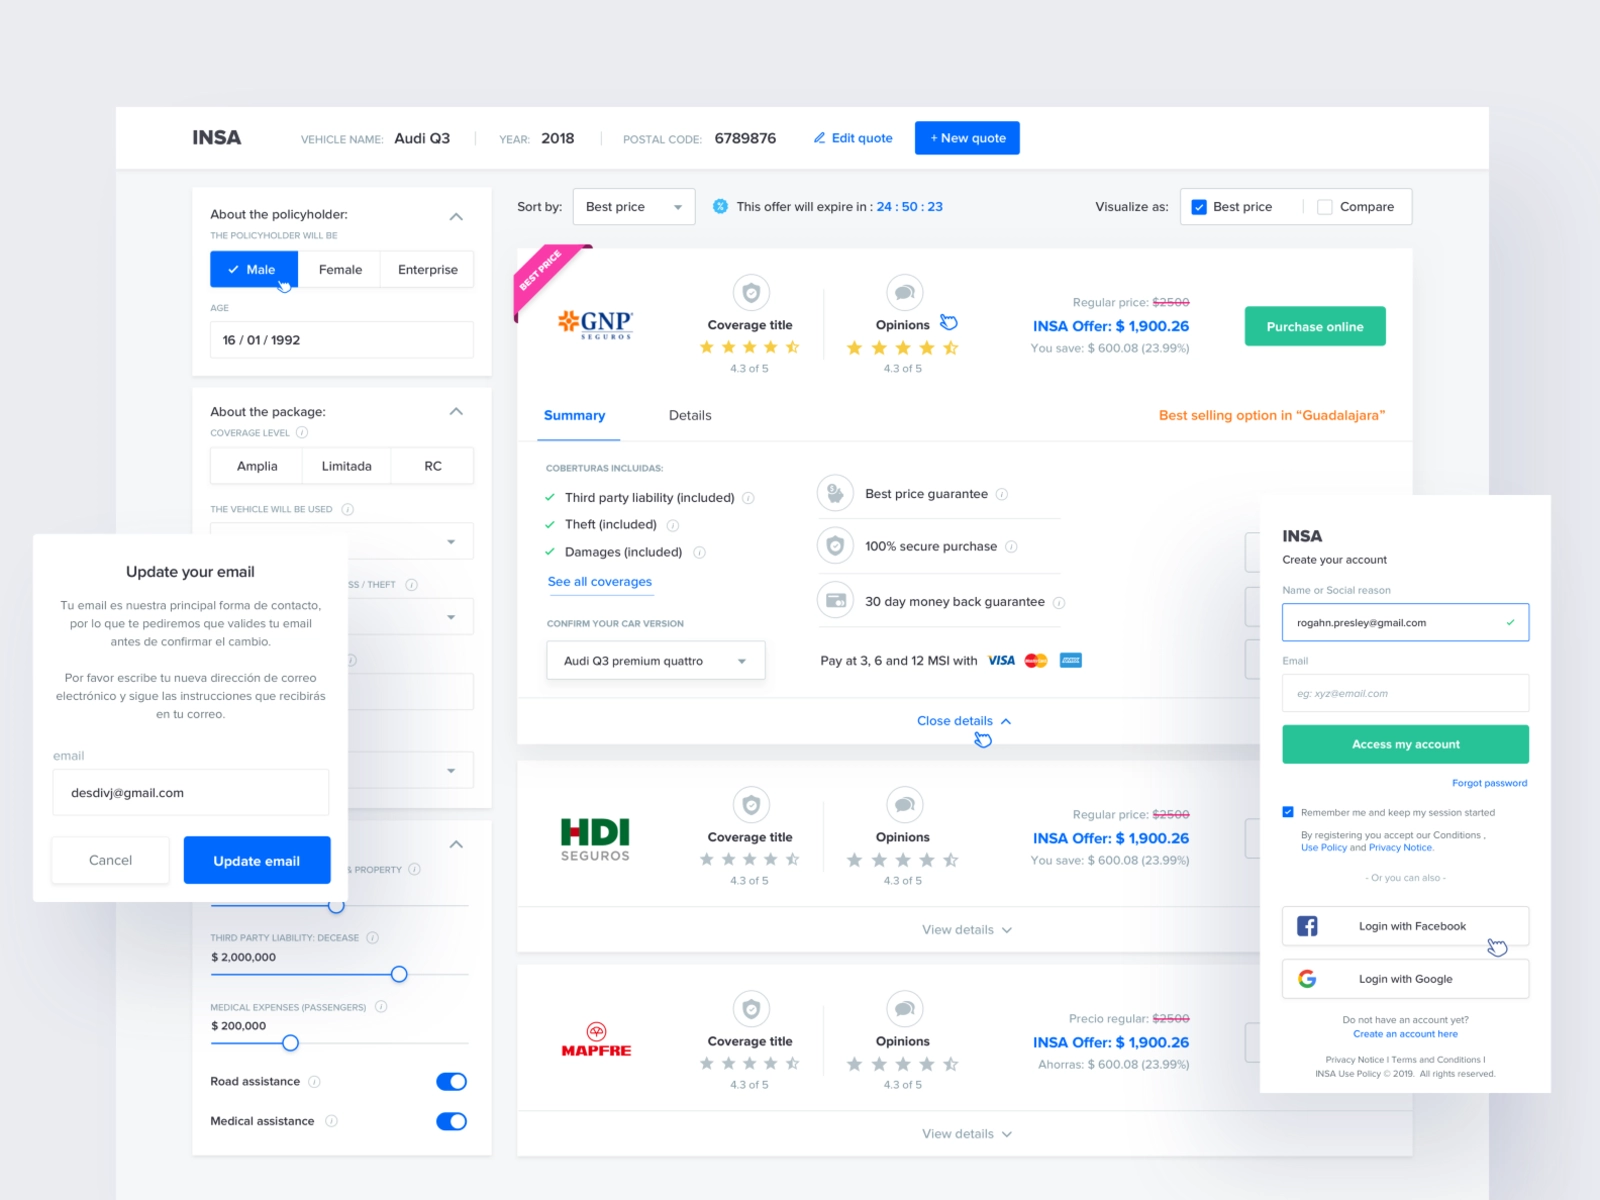 INSA
VEHICLE NAME: Audi Q3
YEAR: 2018
POSTAL CODE: 6789876
Edit quote
+ New quote
About the policyholder:
THE POLICYHOLDER WILL BE
Male
Female
Enterprise
AGE
16 / 01 / 1992
About the package:
COVERAGE LEVEL
Amplia
Limitada
RC
THE VEHICLE WILL BE USED
SS / THEFT
& PROPERTY
THIRD PARTY LIABILITY: DECEASE
$ 2,000,000
MEDICAL EXPENSES (PASSENGERS)
$ 200,000
Road assistance
Medical assistance
Update your email
Tu email es nuestra principal forma de contacto,
por lo que te pediremos que valides tu email
antes de confirmar el cambio.
Por favor escribe tu nueva dirección de correo
electrónico y sigue las instrucciones que recibirás
en tu correo.
email
desdivj@gmail.com
Cancel
Update email
Sort by:
Best price
This offer will expire in : 24 : 50 : 23
Visualize as:
Best price
Compare
BEST PRICE
GNP
SEGUROS
Coverage title
4.3 of 5
Opinions
4.3 of 5
Regular price: $2500
INSA Offer: $ 1,900.26
You save: $ 600.08 (23.99%)
Purchase online
Summary
Details
Best selling option in “Guadalajara”
COBERTURAS INCLUIDAS:
Third party liability (included)
Theft (included)
Damages (included)
See all coverages
CONFIRM YOUR CAR VERSION
Audi Q3 premium quattro
Best price guarantee
100% secure purchase
30 day money back guarantee
Pay at 3, 6 and 12 MSI with VISA
Close details
HDI
SEGUROS
Coverage title
4.3 of 5
Opinions
4.3 of 5
Regular price: $2500
INSA Offer: $ 1,900.26
You save: $ 600.08 (23.99%)
View details
MAPFRE
Coverage title
4.3 of 5
Opinions
4.3 of 5
Precio regular: $2500
INSA Offer: $ 1,900.26
Ahorras: $ 600.08 (23.99%)
View details
INSA
Create your account
Name or Social reason
rogahn.presley@gmail.com
Email
eg: xyz@email.com
Access my account
Forgot password
Remember me and keep my session started
By registering you accept our Conditions ,
Use Policy and Privacy Notice.
- Or you can also -
Login with Facebook
Login with Google
Do not have an account yet?
Create an account here
Privacy Notice I Terms and Conditions I
INSA Use Policy © 2019. All rights reserved.